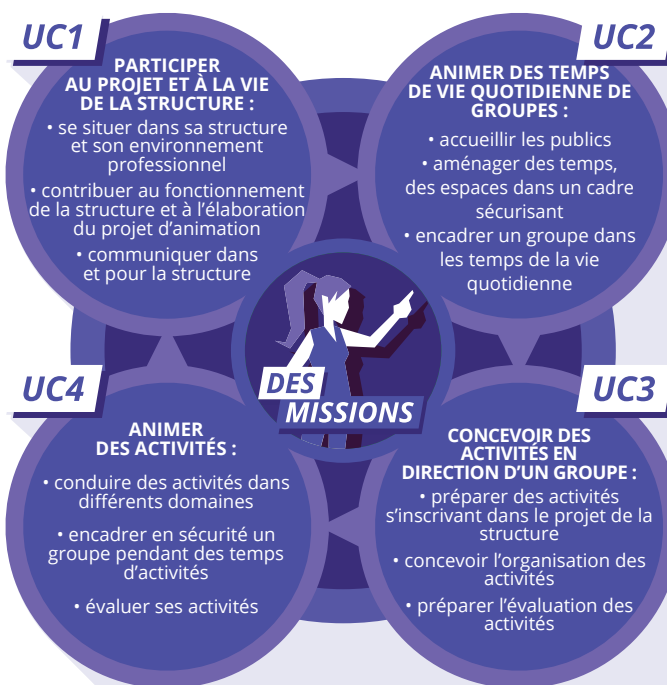 UC1
PARTICIPER
AU PROJET ET À LA VIE
DE LA STRUCTURE :
• se situer dans sa structure
et son environnement
professionnel
• contribuer au fonctionnement
de la structure et à l’élaboration
du projet d’animation
• communiquer dans
et pour la structure
UC2
ANIMER DES TEMPS
DE VIE QUOTIDIENNE DE
GROUPES :
• accueillir les publics
• aménager des temps,
des espaces dans un cadre
sécurisant
• encadrer un groupe dans
les temps de la vie
quotidienne
DES
MISSIONS
UC4
ANIMER
DES ACTIVITÉS :
• conduire des activités dans
différents domaines
• encadrer en sécurité un
groupe pendant des temps
d’activités
• évaluer ses activités
UC3
CONCEVOIR DES
ACTIVITÉS EN
DIRECTION D’UN GROUPE :
• préparer des activités
s’inscrivant dans le projet de la
structure
• concevoir l’organisation des
activités
• préparer l’évaluation des
activités